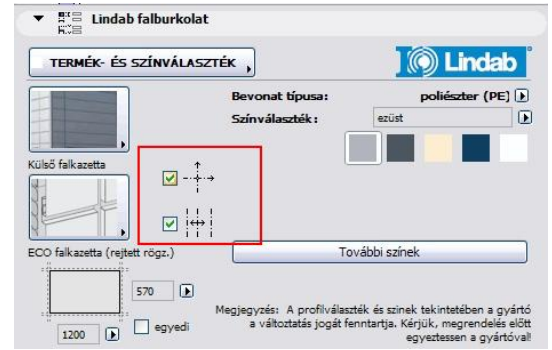 Lindab falburkolat
TERMÉK- ÉS SZÍNVÁLASZTÉK
Lindab
Bevonat típusa: poliészter (PE)
Színválaszték: ezüst
Külső falkazetta
ECO falkazetta (rejtett rögz.)
További színek
570
1200
egyedi
Megjegyzés: A profilválaszték és szinek tekintetében a gyártó
a változtatás jogát fenntartja. Kérjük, megrendelés előtt
egyeztessen a gyártóval!